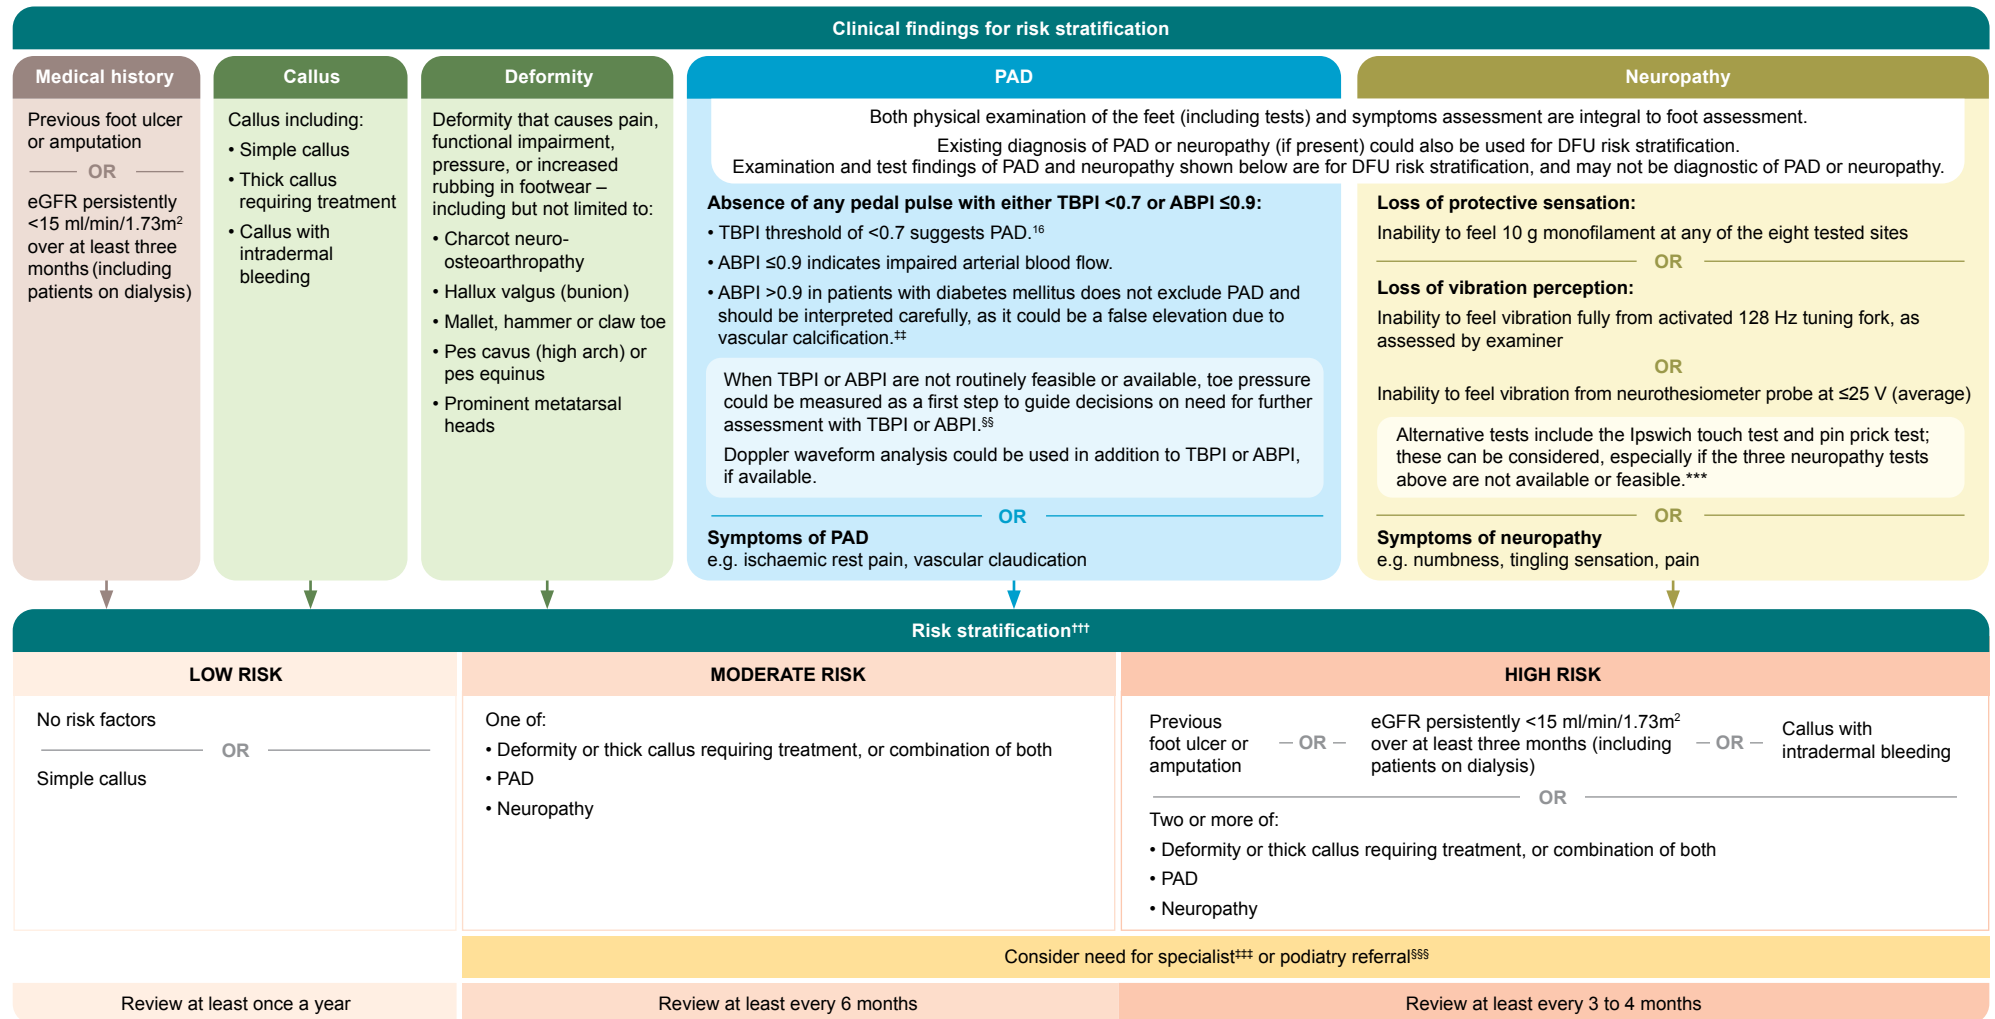 Clinical findings for risk stratification
Medical history
Previous foot ulcer
or amputation
OR
eGFR persistently
<15 ml/min/1.73m²
over at least three
months (including
patients on dialysis)
Callus
Callus including:
• Simple callus
• Thick callus
requiring treatment
• Callus with
intradermal
bleeding
Deformity
Deformity that causes pain,
functional impairment,
pressure, or increased
rubbing in footwear –
including but not limited to:
• Charcot neuro-
osteoarthropathy
• Hallux valgus (bunion)
• Mallet, hammer or claw toe
• Pes cavus (high arch) or
pes equinus
• Prominent metatarsal
heads
PAD
Neuropathy
Both physical examination of the feet (including tests) and symptoms assessment are integral to foot assessment.
Existing diagnosis of PAD or neuropathy (if present) could also be used for DFU risk stratification.
Examination and test findings of PAD and neuropathy shown below are for DFU risk stratification, and may not be diagnostic of PAD or neuropathy.
Absence of any pedal pulse with either TBPI <0.7 or ABPI ≤0.9:
• TBPI threshold of <0.7 suggests PAD.¹⁶
• ABPI ≤0.9 indicates impaired arterial blood flow.
• ABPI >0.9 in patients with diabetes mellitus does not exclude PAD and
should be interpreted carefully, as it could be a false elevation due to
vascular calcification.‡‡
When TBPI or ABPI are not routinely feasible or available, toe pressure
could be measured as a first step to guide decisions on need for further
assessment with TBPI or ABPI.§§
Doppler waveform analysis could be used in addition to TBPI or ABPI,
if available.
OR
Symptoms of PAD
e.g. ischaemic rest pain, vascular claudication
Loss of protective sensation:
Inability to feel 10 g monofilament at any of the eight tested sites
OR
Loss of vibration perception:
Inability to feel vibration fully from activated 128 Hz tuning fork, as
assessed by examiner
OR
Inability to feel vibration from neurothesiometer probe at ≤25 V (average)
Alternative tests include the Ipswich touch test and pin prick test;
these can be considered, especially if the three neuropathy tests
above are not available or feasible.***
OR
Symptoms of neuropathy
e.g. numbness, tingling sensation, pain
Risk stratification†††
LOW RISK
No risk factors
OR
Simple callus
MODERATE RISK
One of:
• Deformity or thick callus requiring treatment, or combination of both
• PAD
• Neuropathy
HIGH RISK
Previous
foot ulcer or
amputation
OR
eGFR persistently <15 ml/min/1.73m²
over at least three months (including
patients on dialysis)
OR
Callus with
intradermal bleeding
OR
Two or more of:
• Deformity or thick callus requiring treatment, or combination of both
• PAD
• Neuropathy
Consider need for specialist‡‡‡ or podiatry referral§§§
Review at least once a year
Review at least every 6 months
Review at least every 3 to 4 months